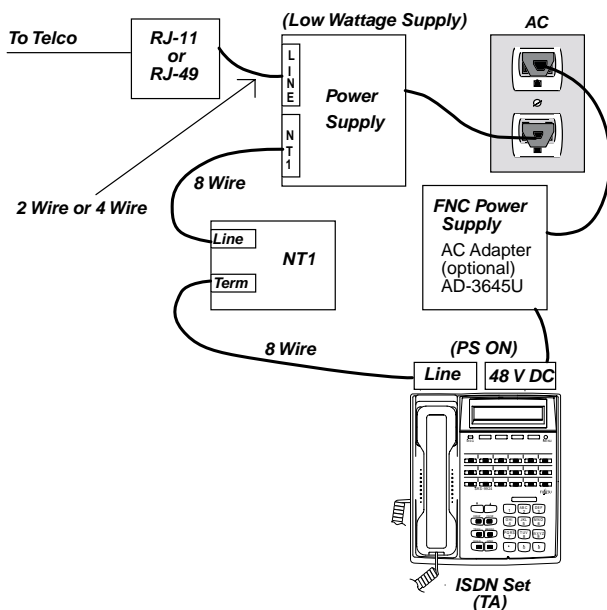 (Low Wattage Supply)
AC
To Telco
RJ-11
or
RJ-49
LINE
Power
Supply
NT1
8 Wire
2 Wire or 4 Wire
FNC Power
Supply
AC Adapter
(optional)
AD-3645U
Line
NT1
Term
8 Wire
(PS ON)
Line
48 V DC
ISDN Set
(TA)